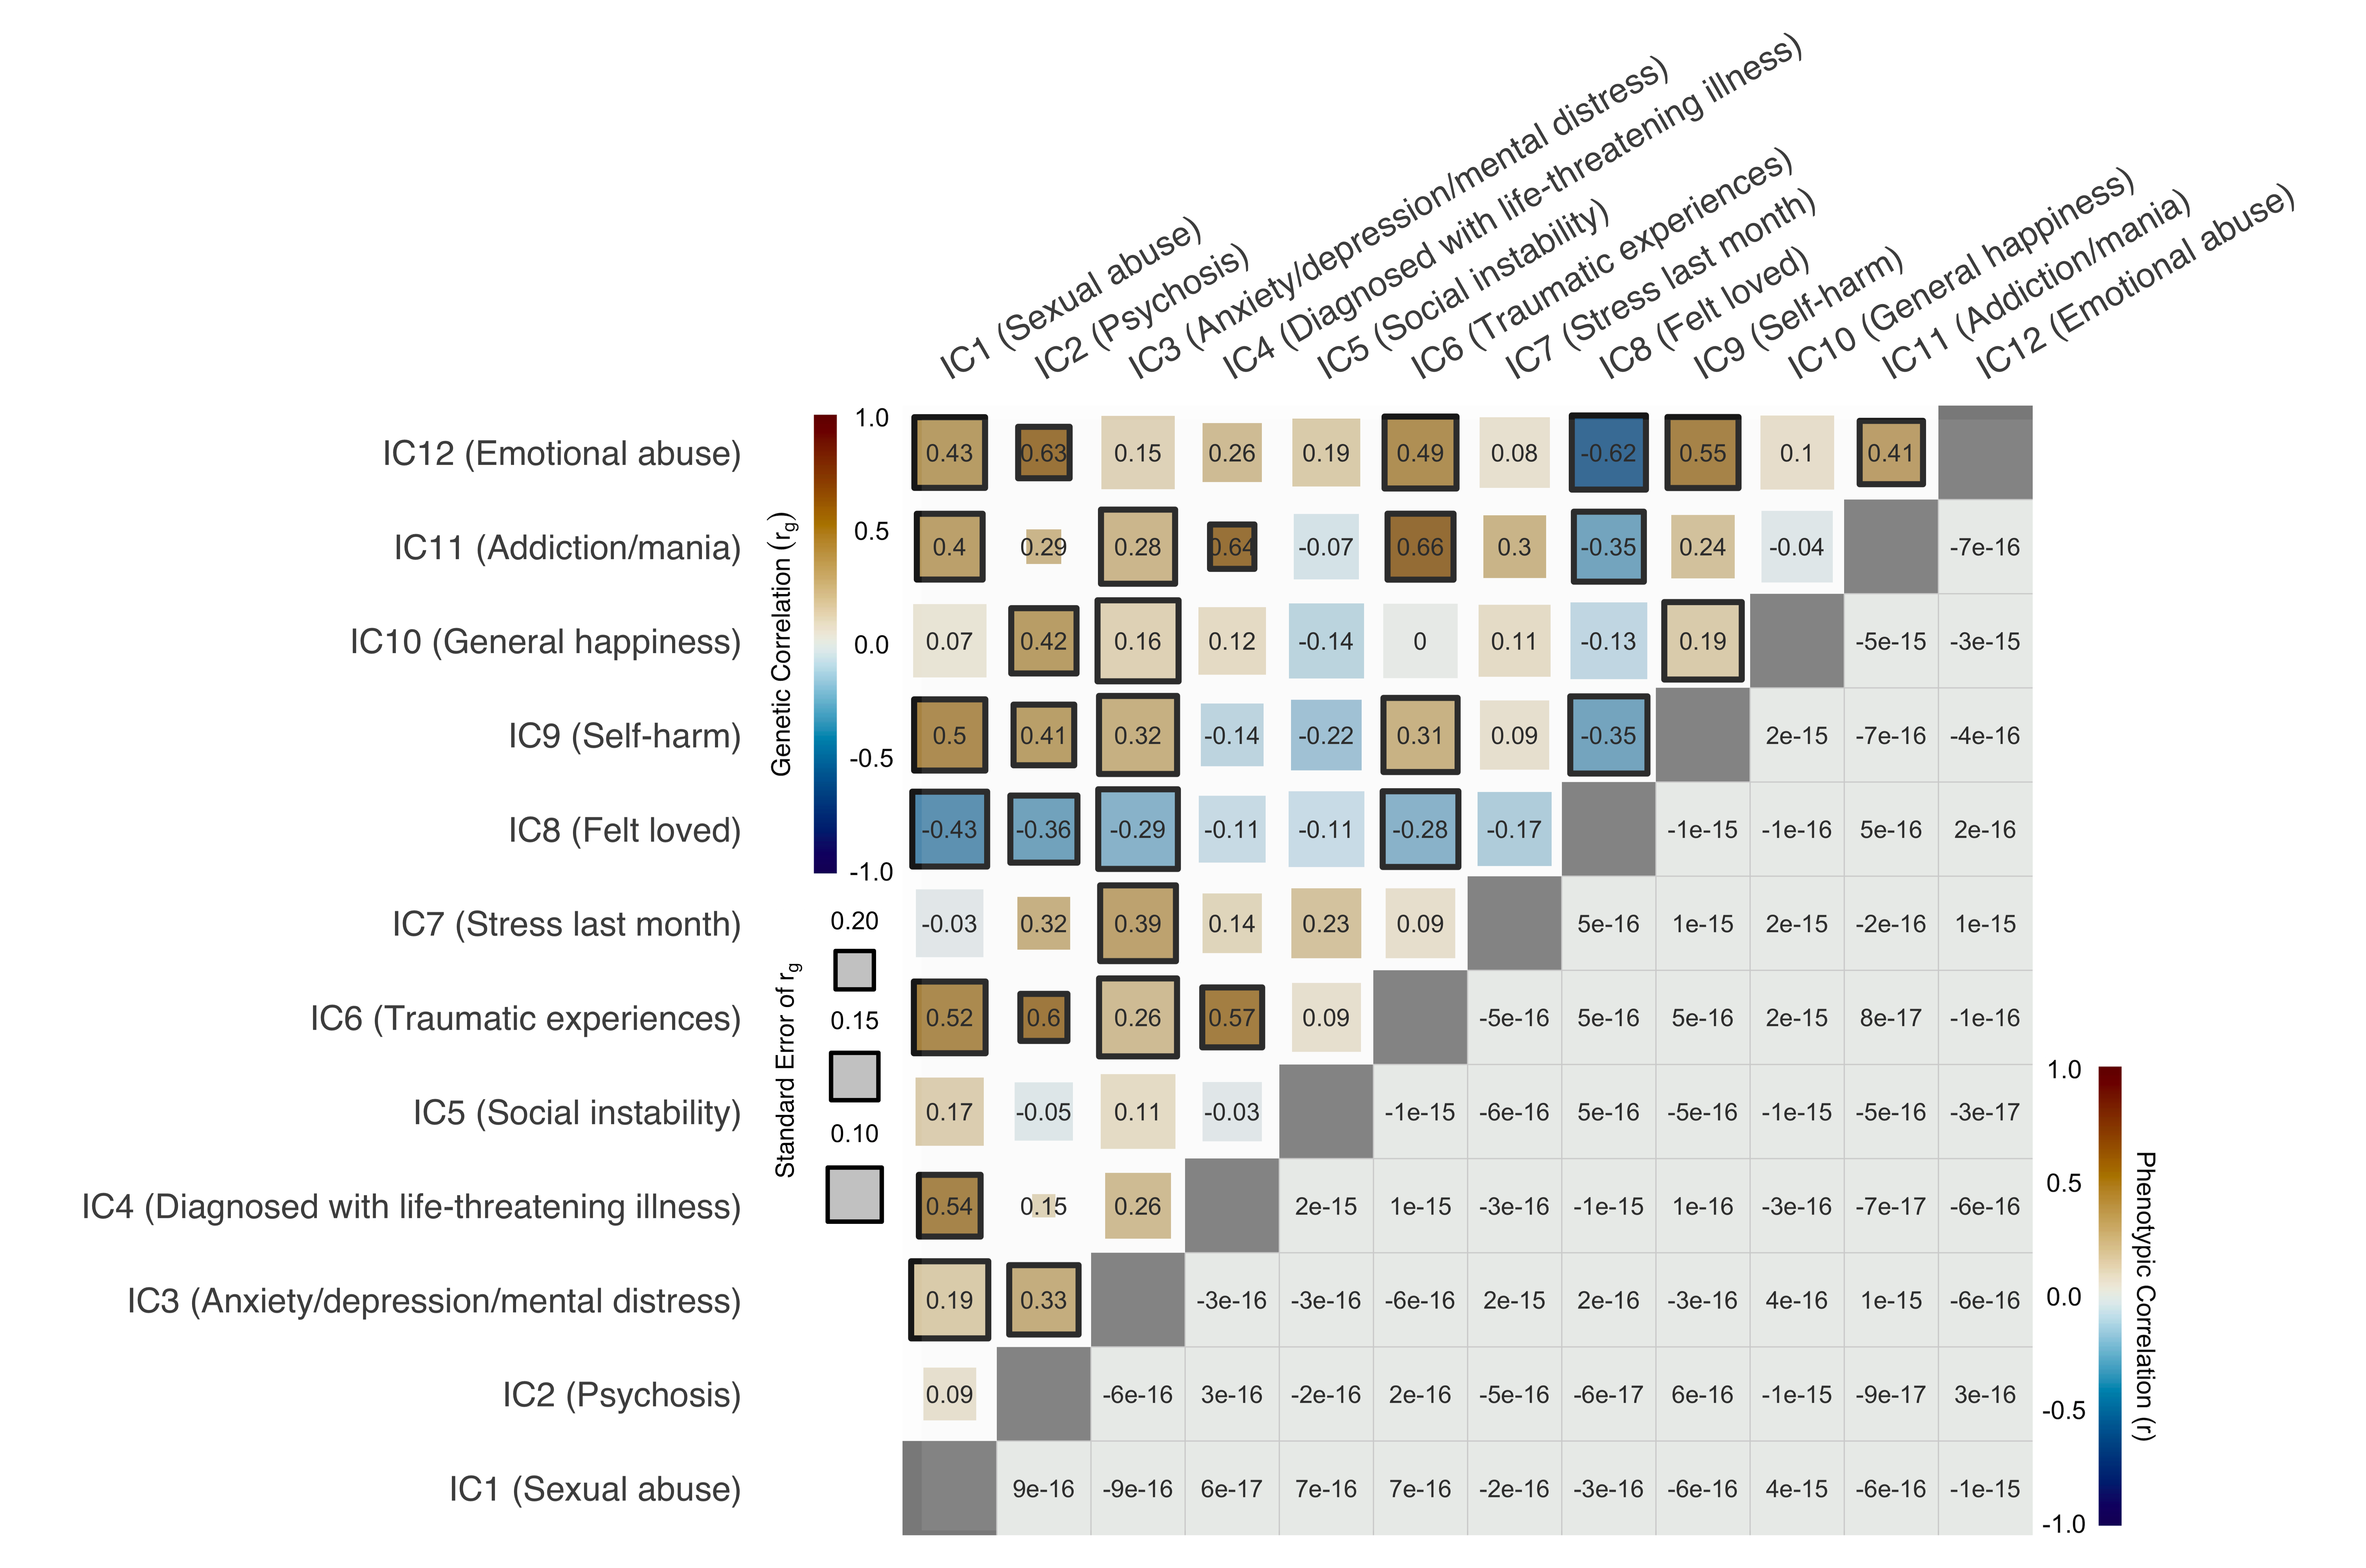 IC1 (Sexual abuse)
IC2 (Psychosis)
IC3 (Anxiety/depression/mental distress)
IC4 (Diagnosed with life-threatening illness)
IC5 (Social instability)
IC6 (Traumatic experiences)
IC7 (Stress last month)
IC8 (Felt loved)
IC9 (Self-harm)
IC10 (General happiness)
IC11 (Addiction/mania)
IC12 (Emotional abuse)
IC12 (Emotional abuse) 0.43 0.63 0.15 0.26 0.19 0.49 0.08 -0.62 0.55 0.1 0.41
IC11 (Addiction/mania) 0.4 0.29 0.28 0.64 -0.07 0.66 0.3 -0.35 0.24 -0.04 -7e-16
IC10 (General happiness) 0.07 0.42 0.16 0.12 -0.14 0 0.11 -0.13 0.19 -5e-15 -3e-15
IC9 (Self-harm) 0.5 0.41 0.32 -0.14 -0.22 0.31 0.09 -0.35 2e-15 -7e-16 -4e-16
IC8 (Felt loved) -0.43 -0.36 -0.29 -0.11 -0.11 -0.28 -0.17 -1e-15 -1e-16 5e-16 2e-16
IC7 (Stress last month) -0.03 0.32 0.39 0.14 0.23 0.09 5e-16 1e-15 2e-15 -2e-16 1e-15
IC6 (Traumatic experiences) 0.52 0.6 0.26 0.57 0.09 -5e-16 5e-16 5e-16 2e-15 8e-17 -1e-16
IC5 (Social instability) 0.17 -0.05 0.11 -0.03 -1e-15 -6e-16 5e-16 -5e-16 -1e-15 -5e-16 -3e-17
IC4 (Diagnosed with life-threatening illness) 0.54 0.15 0.26 2e-15 1e-15 -3e-16 -1e-15 1e-16 -3e-16 -7e-17 -6e-16
IC3 (Anxiety/depression/mental distress) 0.19 0.33 -3e-16 -3e-16 -6e-16 2e-15 2e-16 -3e-16 4e-16 1e-15 -6e-16
IC2 (Psychosis) 0.09 -6e-16 3e-16 -2e-16 2e-16 -5e-16 -6e-17 6e-16 -1e-15 -9e-17 3e-16
IC1 (Sexual abuse) 9e-16 -9e-16 6e-17 7e-16 7e-16 -2e-16 -3e-16 -6e-16 4e-15 -6e-16 -1e-15
Genetic Correlation (rg)
1.0
0.5
0.0
-0.5
-1.0
Standard Error of rg
0.20
0.15
0.10
Phenotypic Correlation (r)
1.0
0.5
0.0
-0.5
-1.0